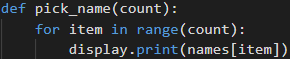 def pick_name(count):
    for item in range(count):
        display.print(names[item])